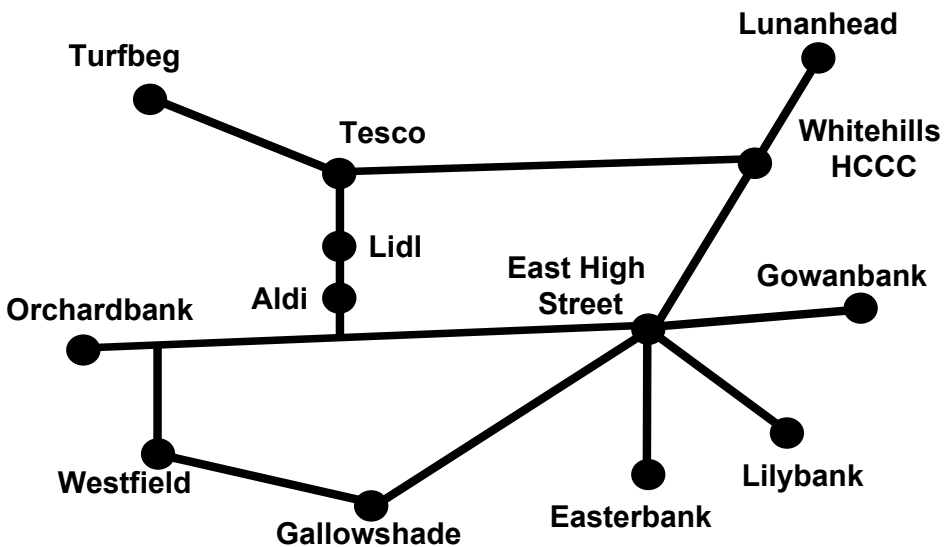 Lunanhead
Turfbeg
Tesco
Whitehills
HCCC
Lidl
East High
Street
Gowanbank
Aldi
Orchardbank
Westfield
Lilybank
Easterbank
Gallowshade